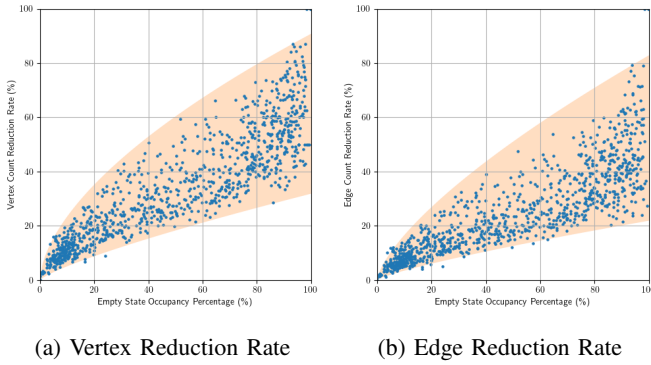 100
80
60
40
20
0
Vertex Count Reduction Rate (%)
0 20 40 60 80 100
Empty State Occupancy Percentage (%)
(a) Vertex Reduction Rate
100
80
60
40
20
0
Edge Count Reduction Rate (%)
0 20 40 60 80 100
Empty State Occupancy Percentage (%)
(b) Edge Reduction Rate